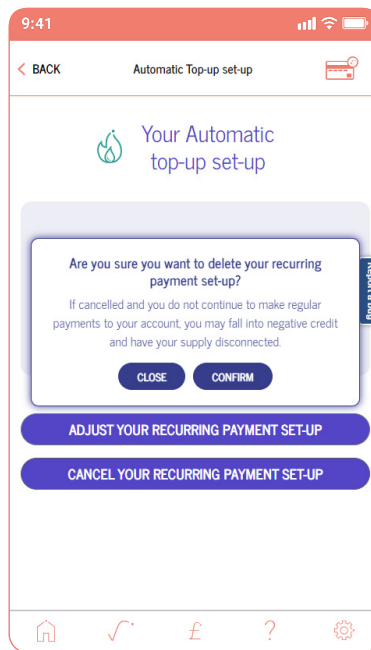 9:41
BACK
Automatic Top-up set-up
Your Automatic
top-up set-up
Are you sure you want to delete your recurring
payment set-up?
If cancelled and you do not continue to make regular
payments to your account, you may fall into negative credit
and have your supply disconnected.
CLOSE
CONFIRM
Report a bug
ADJUST YOUR RECURRING PAYMENT SET-UP
CANCEL YOUR RECURRING PAYMENT SET-UP
£
?